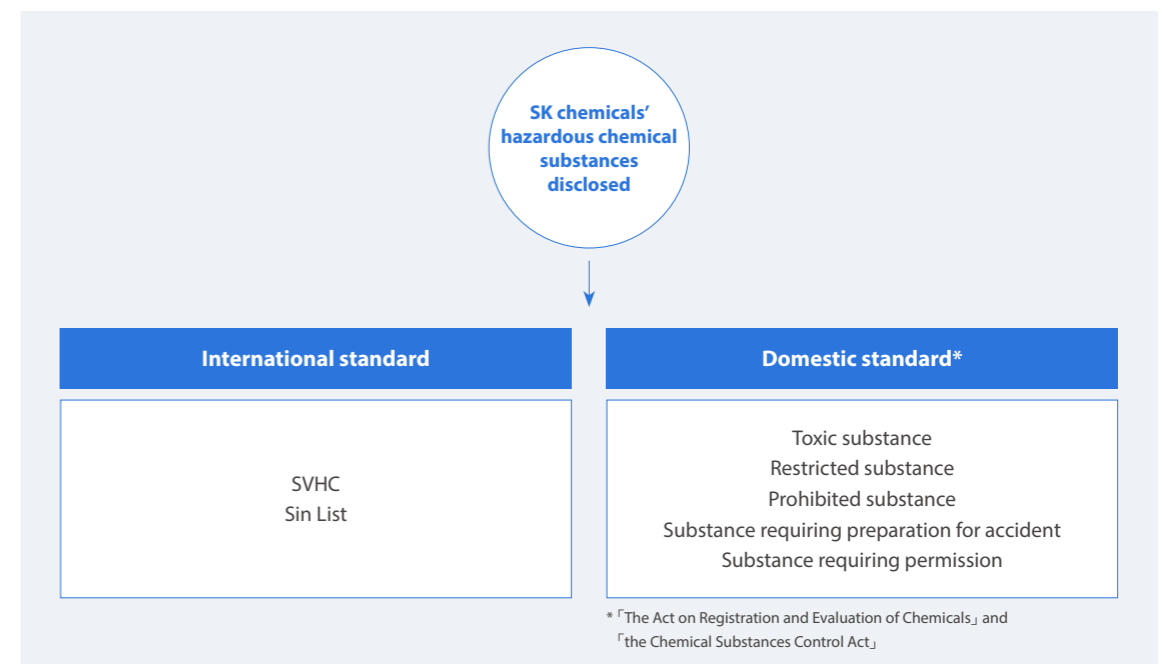 SK chemicals’
hazardous chemical
substances
disclosed
International standard
SVHC
Sin List
Domestic standard*
Toxic substance
Restricted substance
Prohibited substance
Substance requiring preparation for accident
Substance requiring permission
* 「The Act on Registration and Evaluation of Chemicals」 and
「the Chemical Substances Control Act」